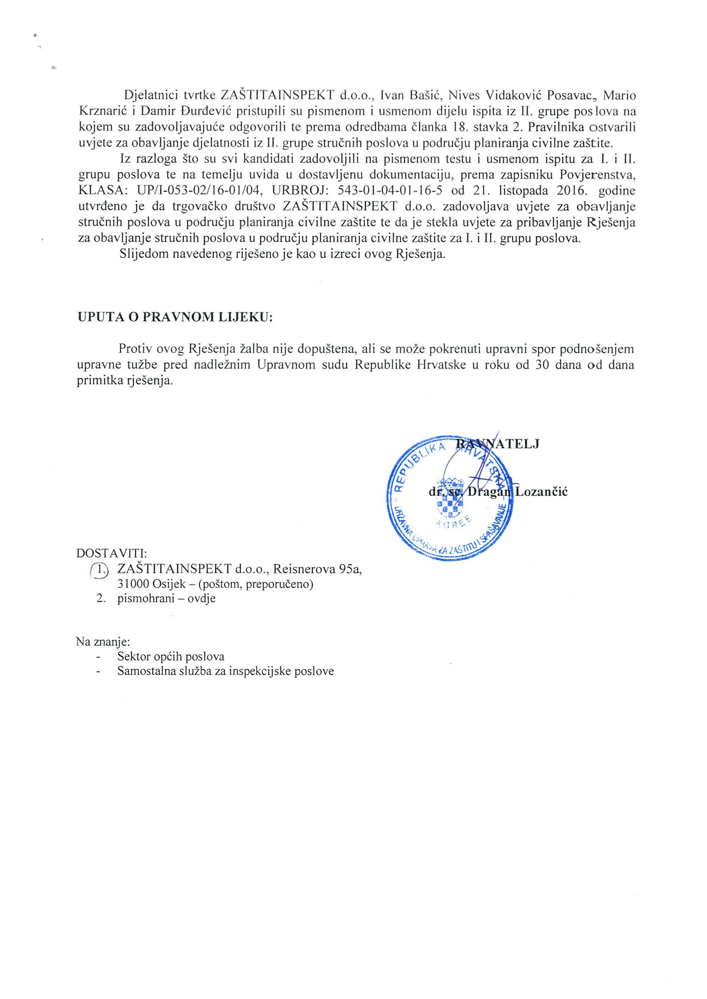 Djelatnici tvrtke ZAŠTITAINSPEKT d.o.o., Ivan Bašić, Nives Vidaković Posavac, Mario
Krznarić i Damir Đurđević pristupili su pismenom i usmenom dijelu ispita iz II. grupe poslova na
kojem su zadovoljavajuće odgovorili te prema odredbama članka 18. stavka 2. Pravilnika ostvarili
uvjete za obavljanje djelatnosti iz II. grupe stručnih poslova u području planiranja civilne zaštite.
Iz razloga što su svi kandidati zadovoljili na pismenom testu i usmenom ispitu za I. i II.
grupu poslova te na temelju uvida u dostavljenu dokumentaciju, prema zapisniku Povjerenstva,
KLASA: UP/I-053-02/16-01/04, URBROJ: 543-01-04-01-16-5 od 21. listopada 2016. godine
utvrđeno je da trgovačko društvo ZAŠTITAINSPEKT d.o.o. zadovoljava uvjete za obavljanje
stručnih poslova u području planiranja civilne zaštite te da je stekla uvjete za pribavljanje Rješenja
za obavljanje stručnih poslova u području planiranja civilne zaštite za I. i II. grupu poslova.
Slijedom navedenog riješeno je kao u izreci ovog Rješenja.
UPUTA O PRAVNOM LIJEKU:
Protiv ovog Rješenja žalba nije dopuštena, ali se može pokrenuti upravni spor podnošenjem
upravne tužbe pred nadležnim Upravnom sudu Republike Hrvatske u roku od 30 dana od dana
primitka rješenja.
RAVNATELJ
dr. sc. Dragan Lozančić
- REPUBLIKA HRVATSKA -
DRŽAVNA UPRAVA ZA ZAŠTITU I SPAŠAVANJE
ZAGREB
DOSTAVITI:
1. ZAŠTITAINSPEKT d.o.o., Reisnerova 95a,
31000 Osijek – (poštom, preporučeno)
2. pismohrani – ovdje
Na znanje:
- Sektor općih poslova
- Samostalna služba za inspekcijske poslove